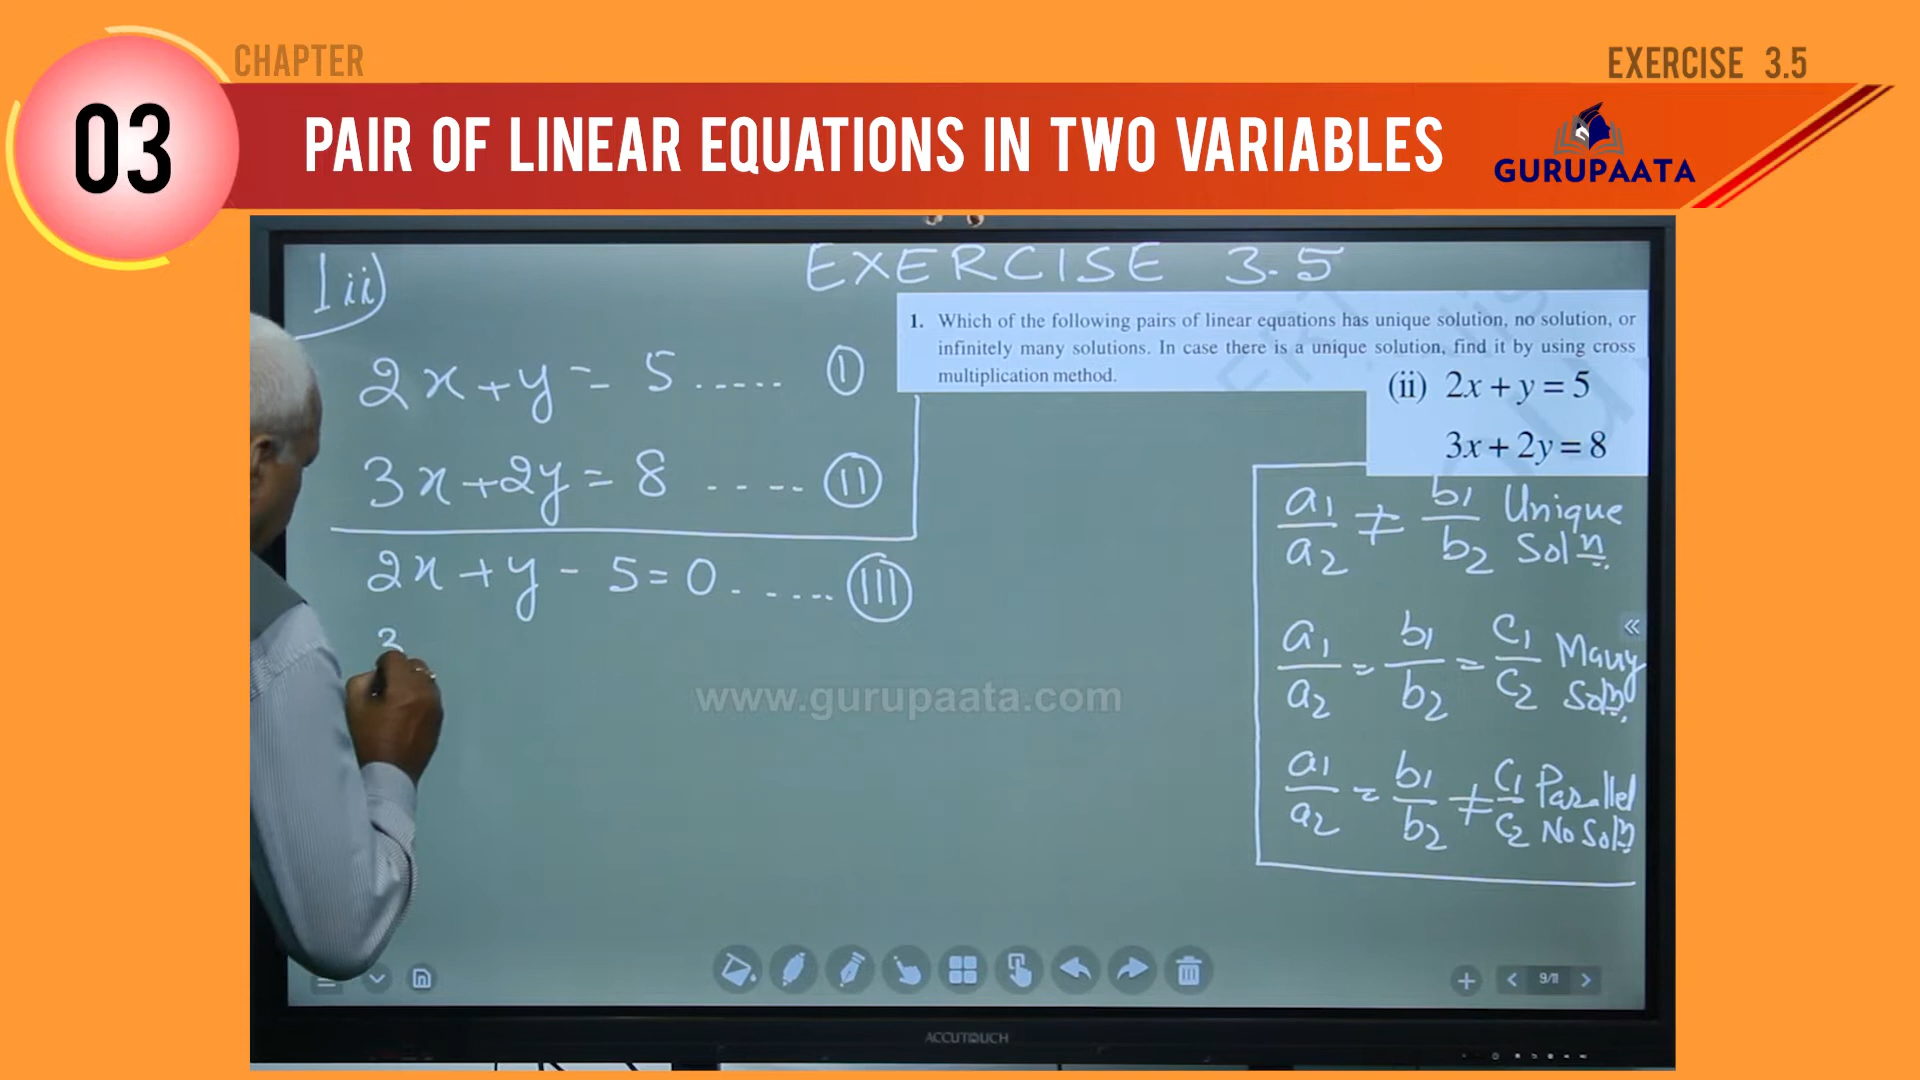 CHAPTER
EXERCISE 3.5
03
PAIR OF LINEAR EQUATIONS IN TWO VARIABLES
GURUPAATA
1 ii)
EXERCISE 3.5
1. Which of the following pairs of linear equations has unique solution, no solution, or
infinitely many solutions. In case there is a unique solution, find it by using cross
multiplication method.
(ii) 2x + y = 5
3x + 2y = 8
2x + y = 5 ..... I
3x + 2y = 8 ..... II
2x + y - 5 = 0 ...... III
3
a1/a2 ≠ b1/b2 Unique
Soln.
a1/a2 = b1/b2 = c1/c2 Many
Soln.
a1/a2 = b1/b2 ≠ c1/c2 Parallel
No Soln
www.gurupaata.com
9/11
ACCUTOUCH